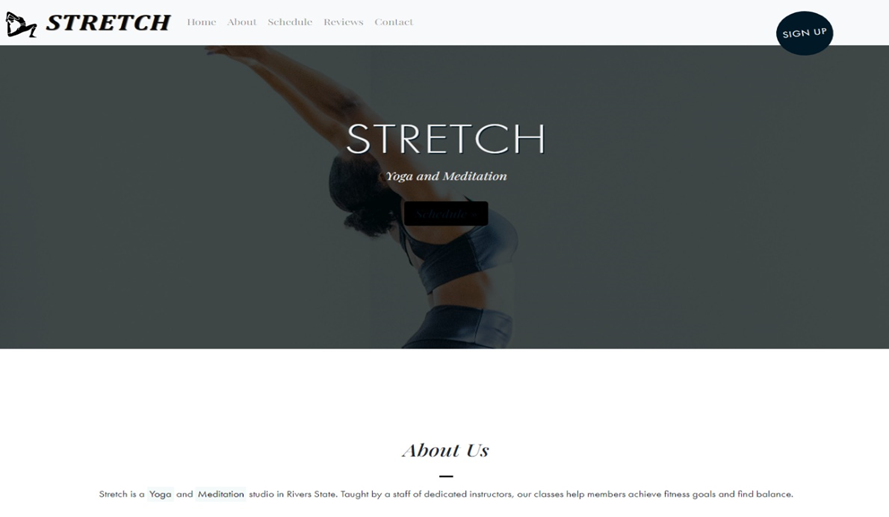 STRETCH
Home About Schedule Reviews Contact
SIGN UP
STRETCH
Yoga and Meditation
Schedule
About Us
Stretch is a Yoga and Meditation studio in Rivers State. Taught by a staff of dedicated instructors, our classes help members achieve fitness goals and find balance.